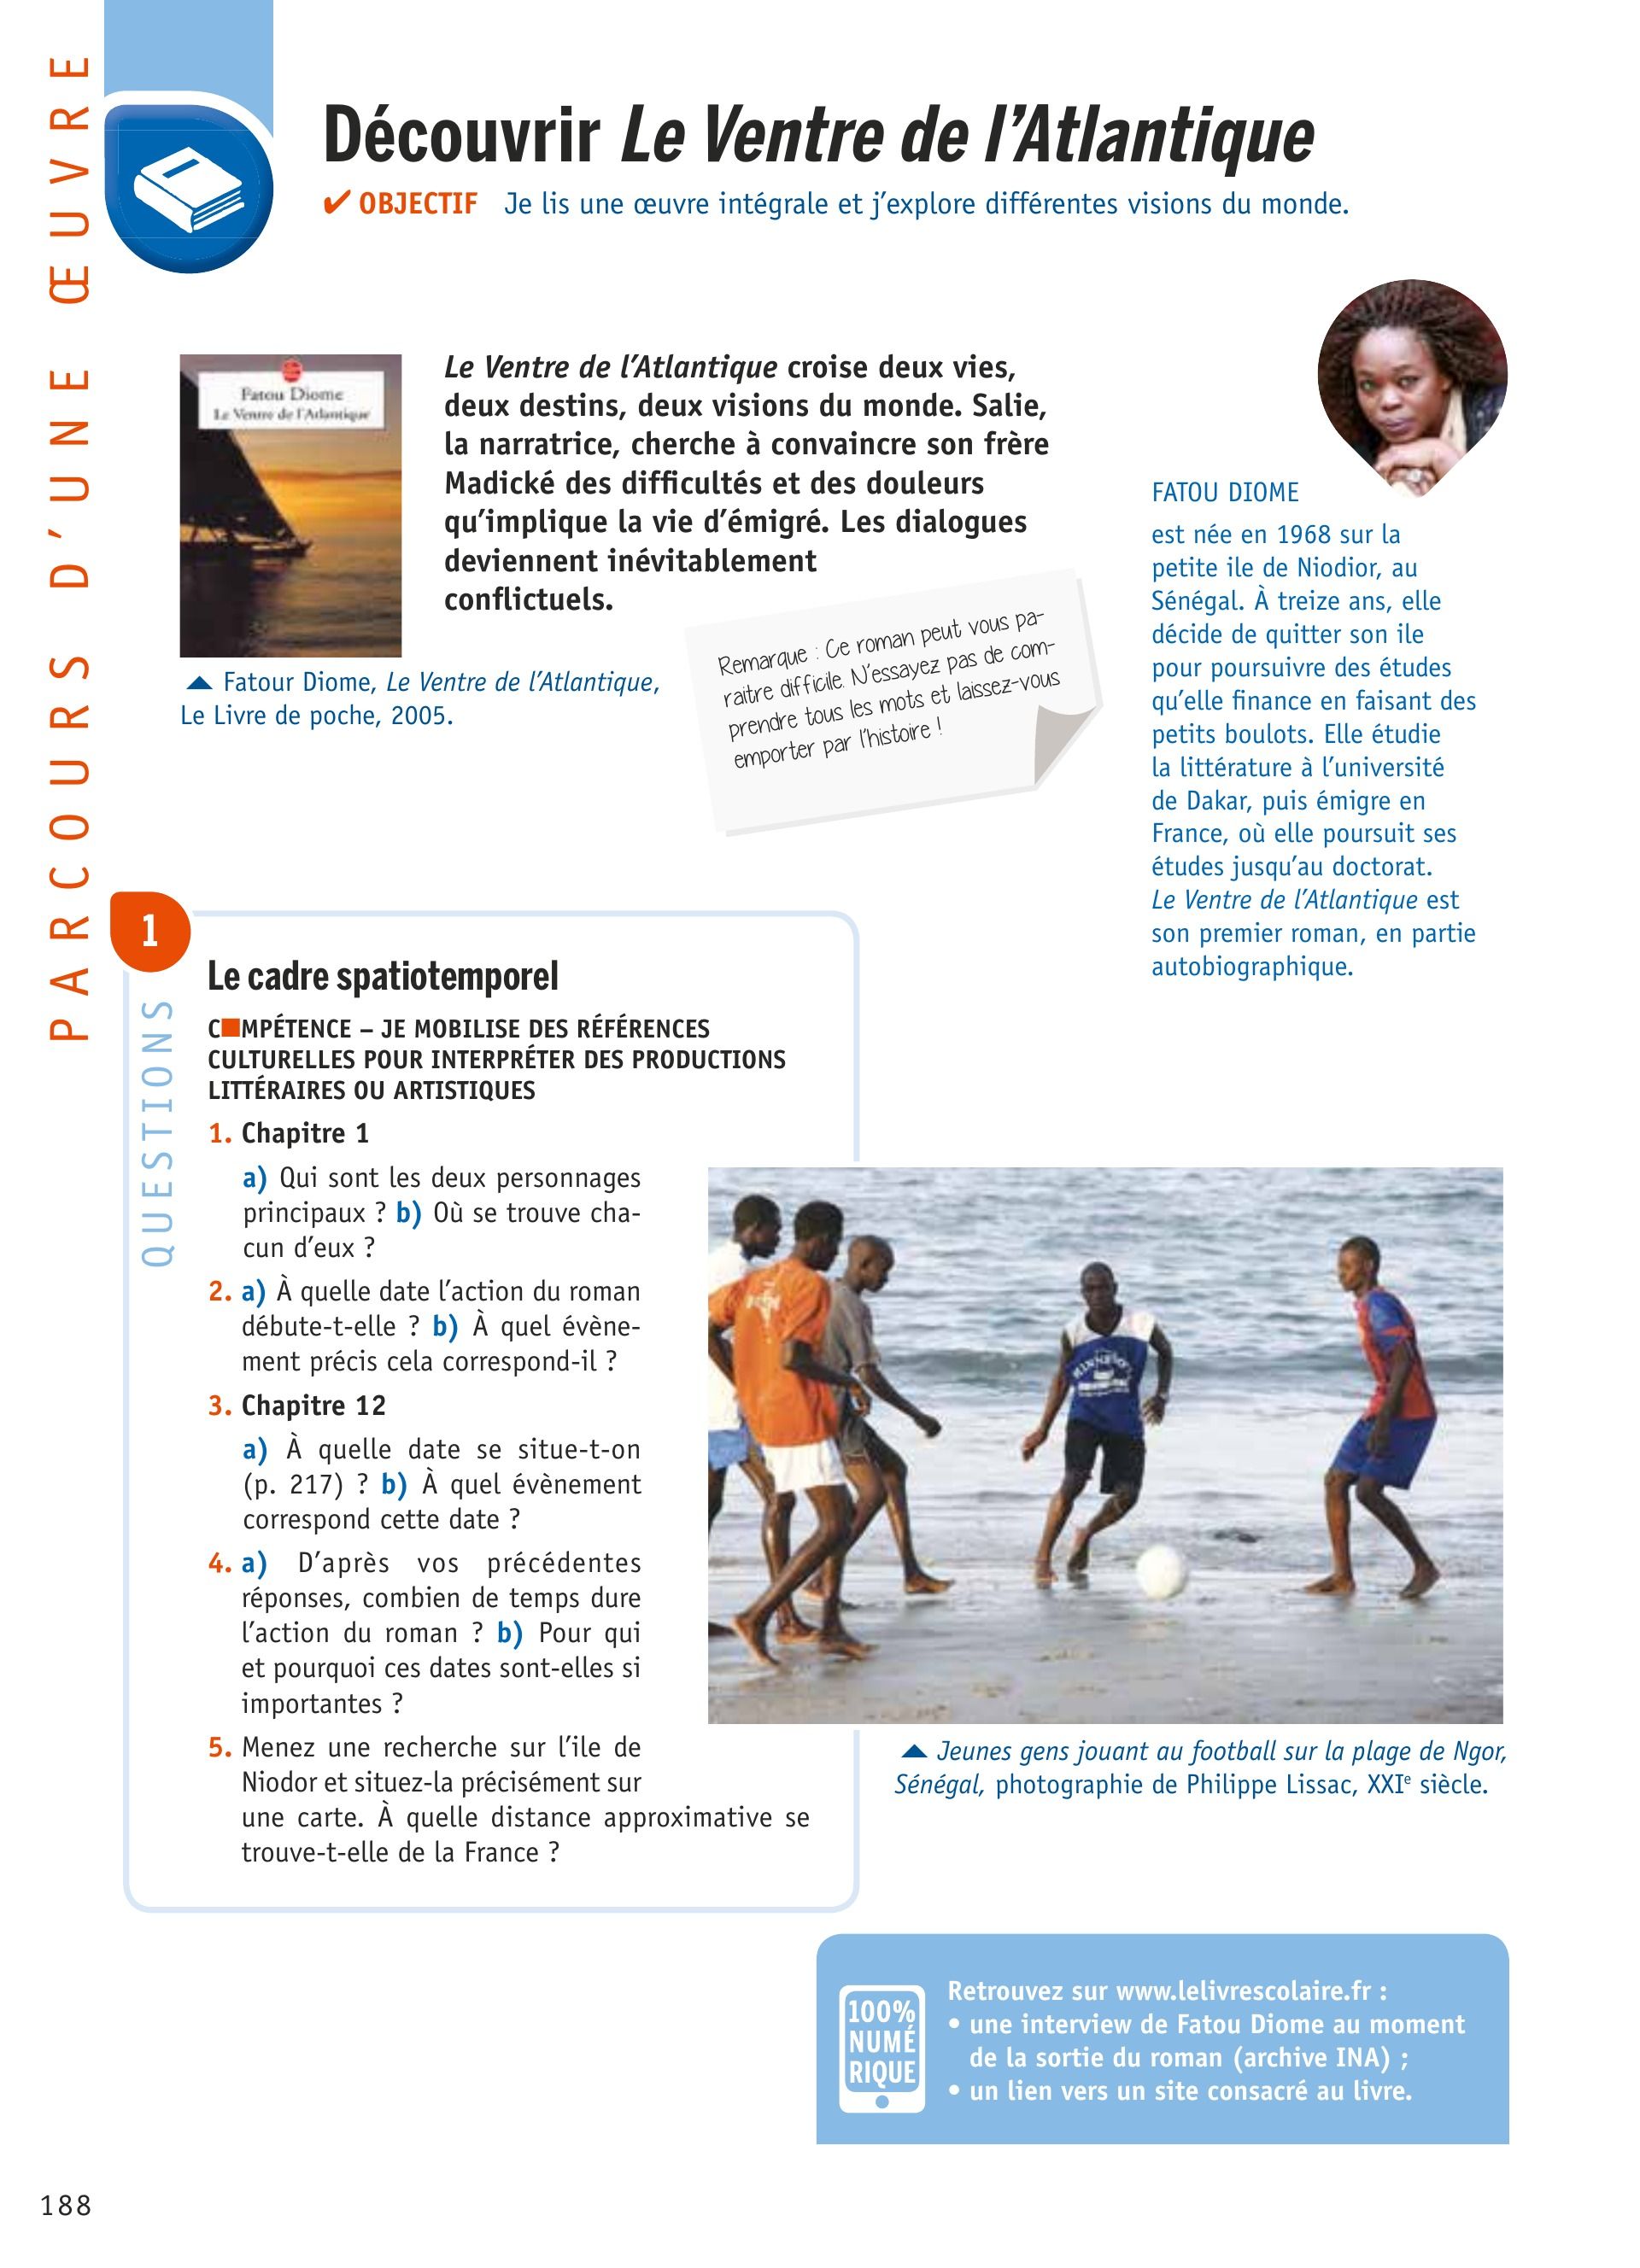 PARCOURS D'UNE ŒUVRE
Découvrir Le Ventre de l'Atlantique
✔ OBJECTIF Je lis une œuvre intégrale et j'explore différentes visions du monde.
Fatou Diome
Le Ventre de l'Atlantique
Le Ventre de l'Atlantique croise deux vies,
deux destins, deux visions du monde. Salie,
la narratrice, cherche à convaincre son frère
Madické des difficultés et des douleurs
qu'implique la vie d'émigré. Les dialogues
deviennent inévitablement
conflictuels.
▲ Fatour Diome, Le Ventre de l'Atlantique,
Le Livre de poche, 2005.
Remarque : Ce roman peut vous pa-
raitre difficile. N'essayez pas de com-
prendre tous les mots et laissez-vous
emporter par l'histoire !
FATOU DIOME
est née en 1968 sur la
petite ile de Niodior, au
Sénégal. À treize ans, elle
décide de quitter son ile
pour poursuivre des études
qu'elle finance en faisant des
petits boulots. Elle étudie
la littérature à l'université
de Dakar, puis émigre en
France, où elle poursuit ses
études jusqu'au doctorat.
Le Ventre de l'Atlantique est
son premier roman, en partie
autobiographique.
1
QUESTIONS
Le cadre spatiotemporel
C■MPÉTENCE – JE MOBILISE DES RÉFÉRENCES
CULTURELLES POUR INTERPRÉTER DES PRODUCTIONS
LITTÉRAIRES OU ARTISTIQUES
1. Chapitre 1
a) Qui sont les deux personnages
principaux ? b) Où se trouve cha-
cun d'eux ?
2. a) À quelle date l'action du roman
débute-t-elle ? b) À quel évène-
ment précis cela correspond-il ?
3. Chapitre 12
a) À quelle date se situe-t-on
(p. 217) ? b) À quel évènement
correspond cette date ?
4. a) D'après vos précédentes
réponses, combien de temps dure
l'action du roman ? b) Pour qui
et pourquoi ces dates sont-elles si
importantes ?
5. Menez une recherche sur l'ile de
Niodor et situez-la précisément sur
une carte. À quelle distance approximative se
trouve-t-elle de la France ?
▲ Jeunes gens jouant au football sur la plage de Ngor,
Sénégal, photographie de Philippe Lissac, XXIe siècle.
100%
NUMÉ
RIQUE
Retrouvez sur www.lelivrescolaire.fr :
• une interview de Fatou Diome au moment
de la sortie du roman (archive INA) ;
• un lien vers un site consacré au livre.
188